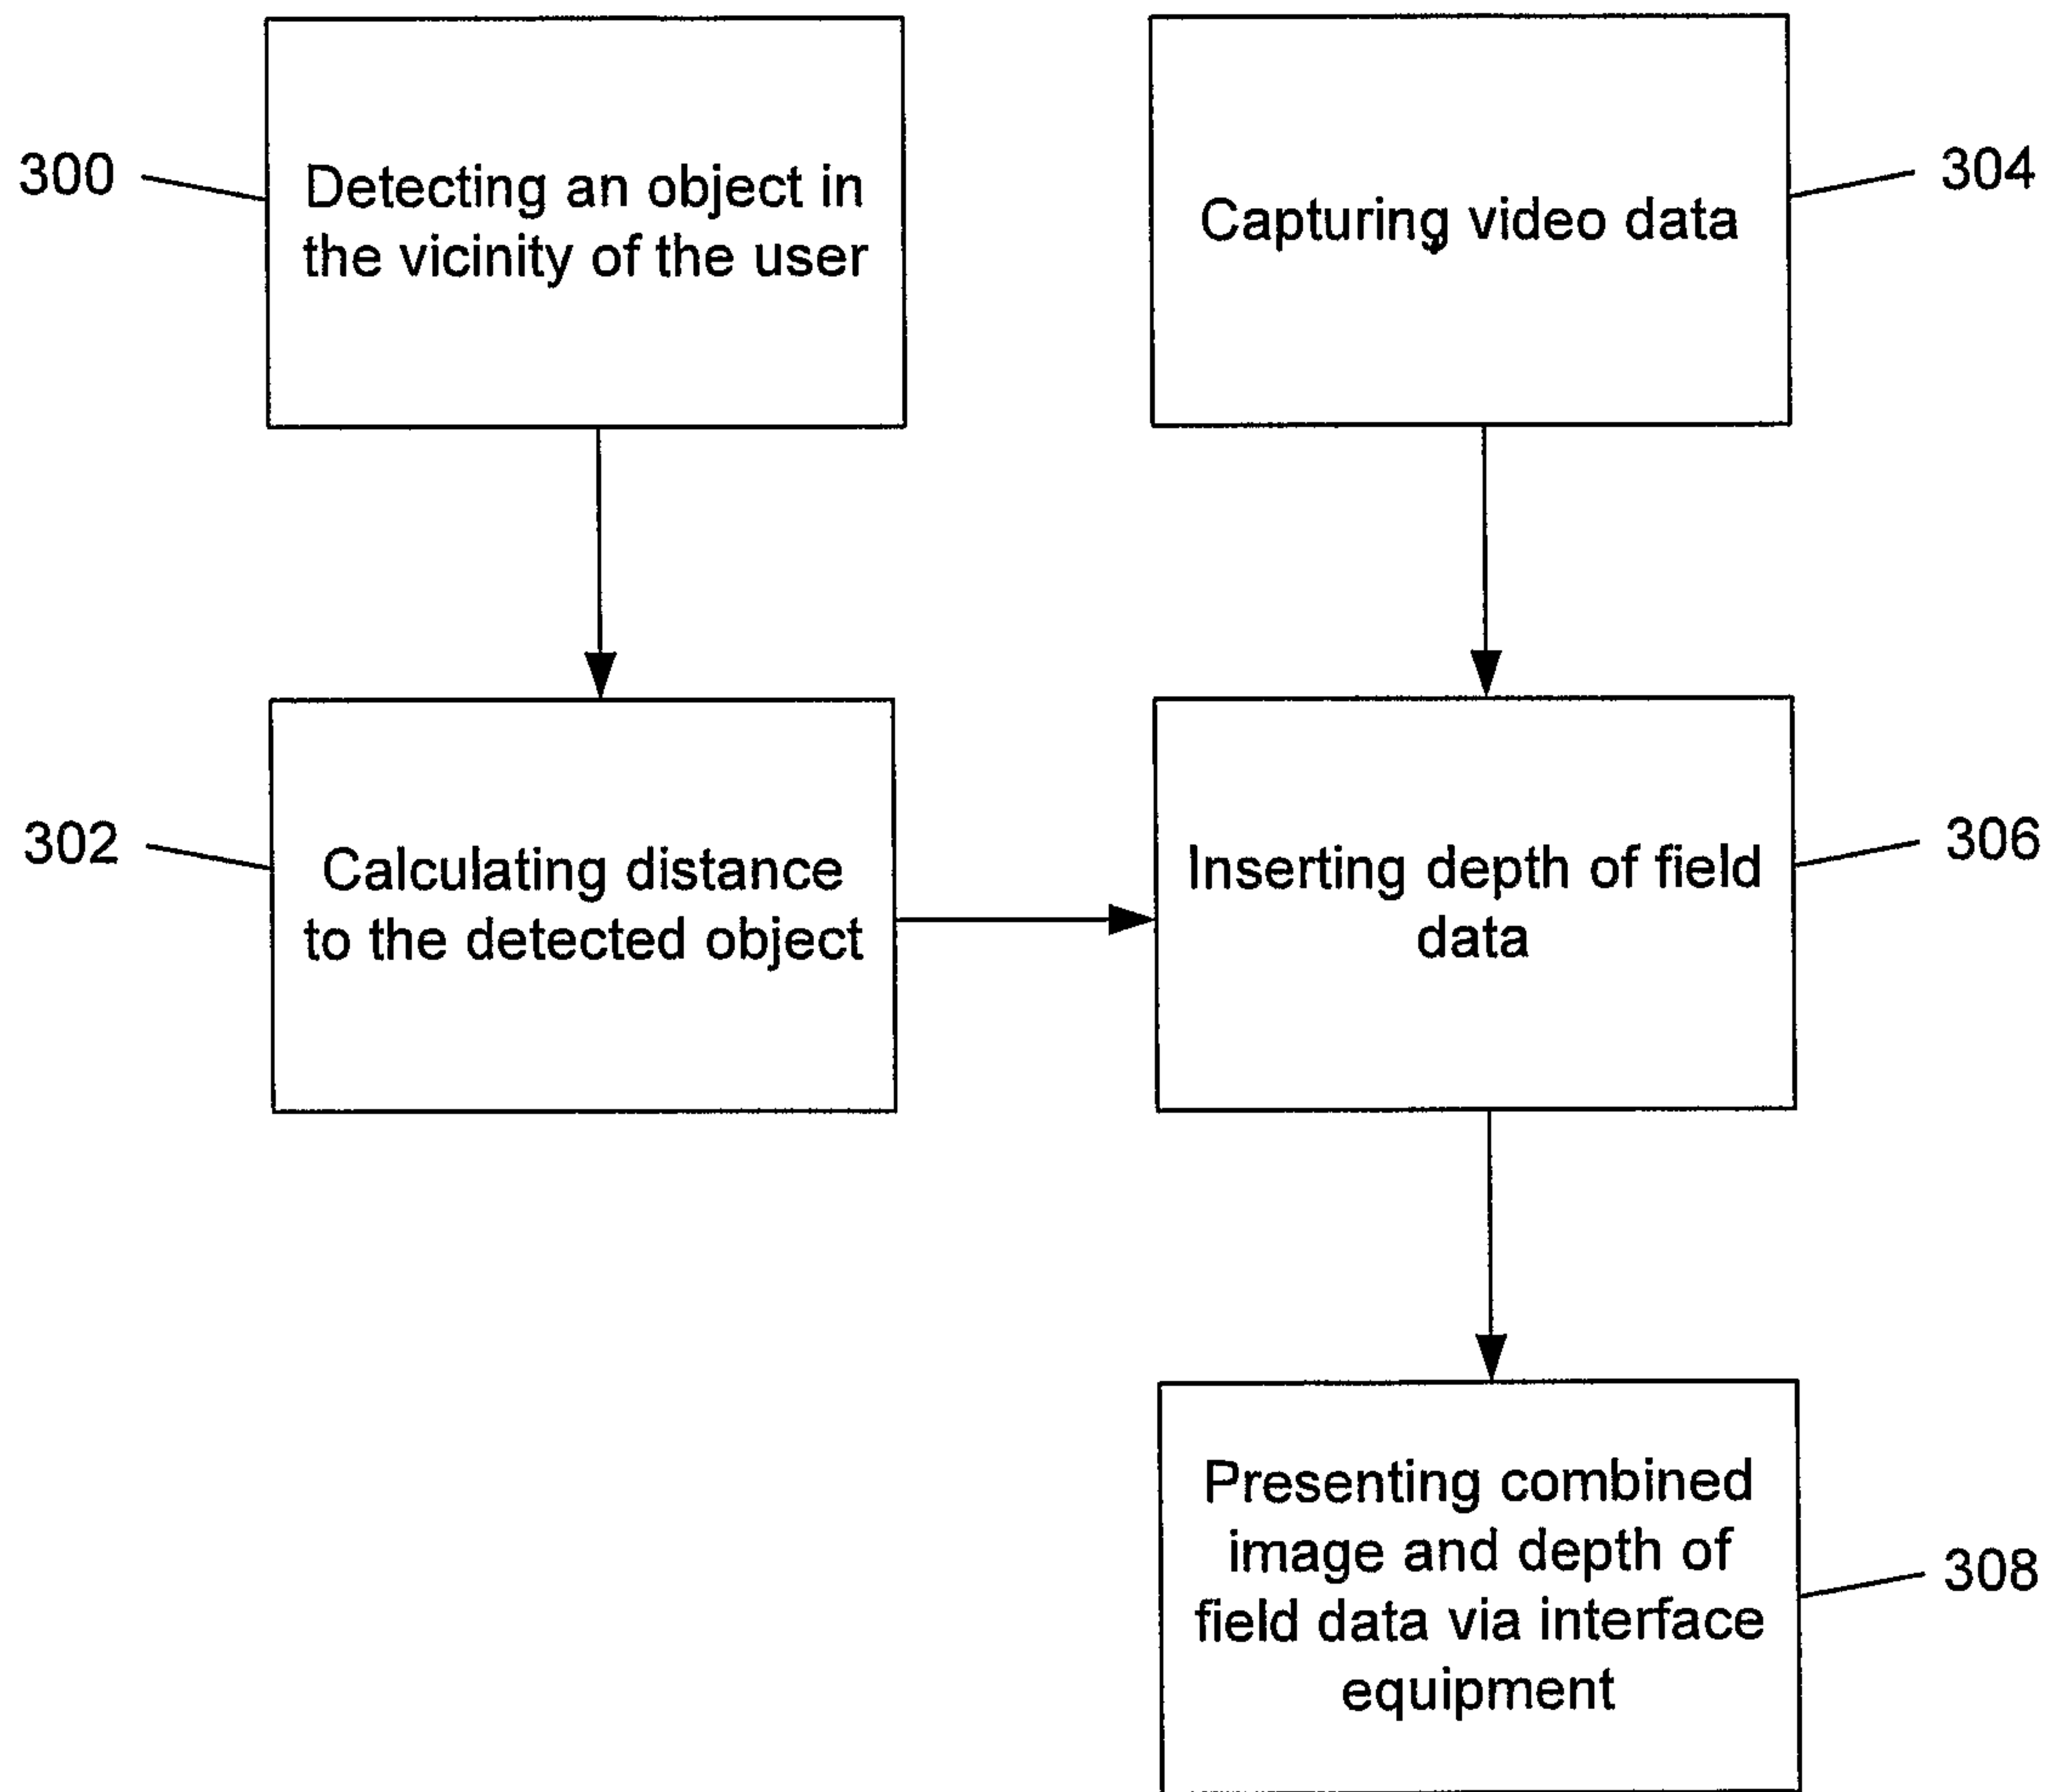 300
Detecting an object in
the vicinity of the user
Capturing video data
304
302
Calculating distance
to the detected object
Inserting depth of field
data
306
Presenting combined
image and depth of
field data via interface
equipment
308